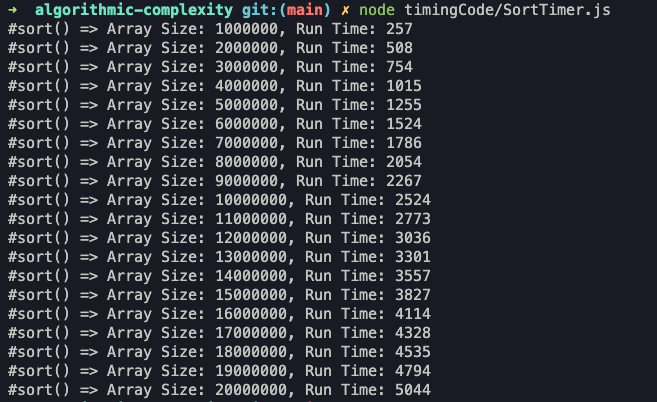 ➜  algorithmic-complexity git:(main) ✗ node timingCode/SortTimer.js
#sort() => Array Size: 1000000, Run Time: 257
#sort() => Array Size: 2000000, Run Time: 508
#sort() => Array Size: 3000000, Run Time: 754
#sort() => Array Size: 4000000, Run Time: 1015
#sort() => Array Size: 5000000, Run Time: 1255
#sort() => Array Size: 6000000, Run Time: 1524
#sort() => Array Size: 7000000, Run Time: 1786
#sort() => Array Size: 8000000, Run Time: 2054
#sort() => Array Size: 9000000, Run Time: 2267
#sort() => Array Size: 10000000, Run Time: 2524
#sort() => Array Size: 11000000, Run Time: 2773
#sort() => Array Size: 12000000, Run Time: 3036
#sort() => Array Size: 13000000, Run Time: 3301
#sort() => Array Size: 14000000, Run Time: 3557
#sort() => Array Size: 15000000, Run Time: 3827
#sort() => Array Size: 16000000, Run Time: 4114
#sort() => Array Size: 17000000, Run Time: 4328
#sort() => Array Size: 18000000, Run Time: 4535
#sort() => Array Size: 19000000, Run Time: 4794
#sort() => Array Size: 20000000, Run Time: 5044